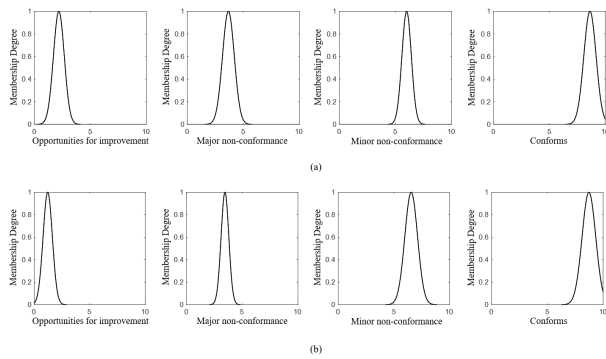 1 1 1 1
Membership Degree Membership Degree Membership Degree Membership Degree
0.8 0.8 0.8 0.8
0.6 0.6 0.6 0.6
0.4 0.4 0.4 0.4
0.2 0.2 0.2 0.2
0 0 0 0
0 5 10 0 5 10 0 5 10 0 5 10
Opportunities for improvement Major non-conformance Minor non-conformance Conforms
(a)
1 1 1 1
Membership Degree Membership Degree Membership Degree Membership Degree
0.8 0.8 0.8 0.8
0.6 0.6 0.6 0.6
0.4 0.4 0.4 0.4
0.2 0.2 0.2 0.2
0 0 0 0
0 5 10 0 5 10 0 5 10 0 5 10
Opportunities for improvement Major non-conformance Minor non-conformance Conforms
(b)